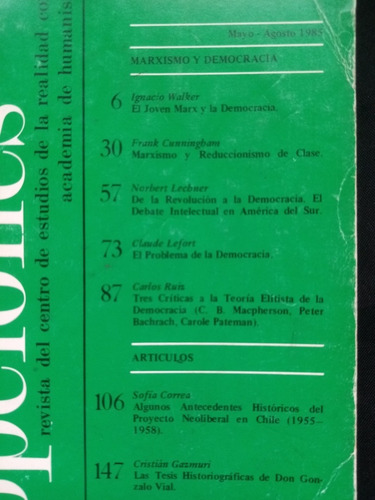 opciones
revista del centro de estudios de la realidad co
academia de humanis
Mayo - Agosto 1985
MARXISMO Y DEMOCRACIA
6 Ignacio Walker
El Joven Marx y la Democracia.
30 Frank Cunningham
Marxismo y Reduccionismo de Clase.
57 Norbert Lechner
De la Revolución a la Democracia. El
Debate Intelectual en América del Sur.
73 Claude Lefort
El Problema de la Democracia.
87 Carlos Ruiz
Tres Críticas a la Teoría Elitista de la
Democracia (C. B. Macpherson, Peter
Bachrach, Carole Pateman).
ARTICULOS
106 Sofía Correa
Algunos Antecedentes Históricos del
Proyecto Neoliberal en Chile (1955-
1958).
147 Cristián Gazmuri
Las Tesis Historiográficas de Don Gon-
zalo Vial.